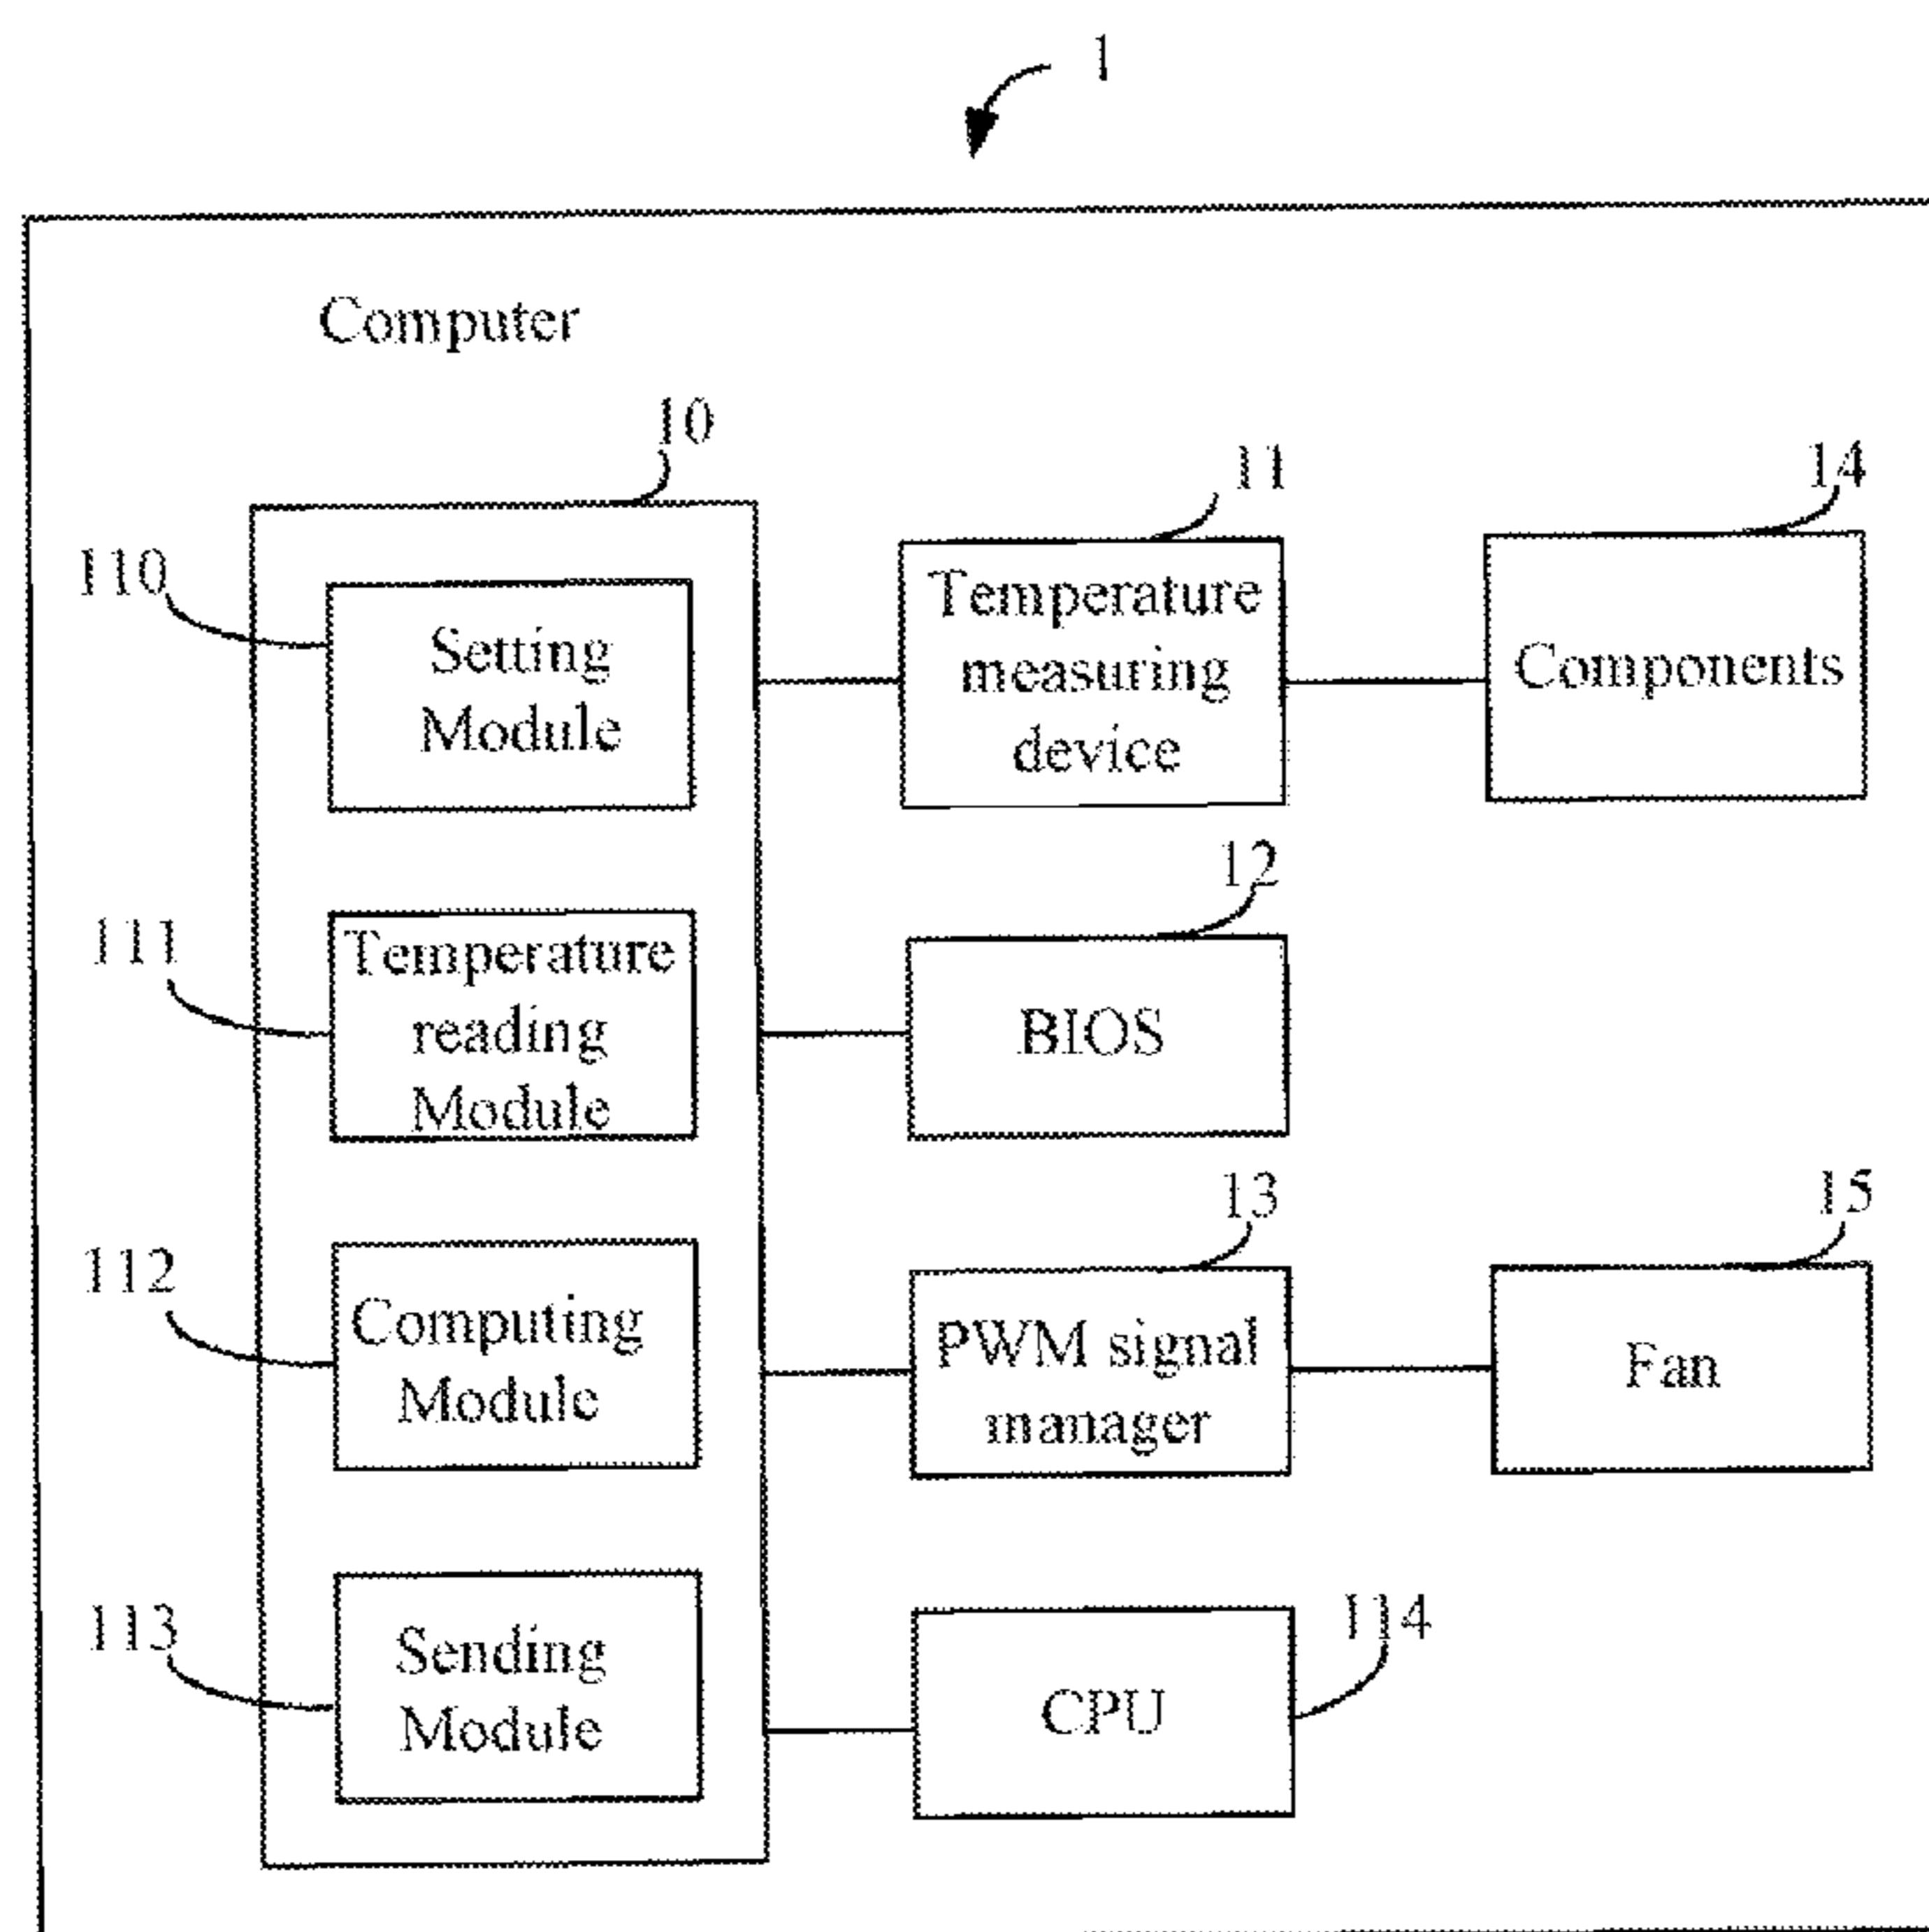 1
Computer
10
11
14
110
Setting
Module
Temperature
measuring
device
Components
12
111
Temperature
reading
Module
BIOS
13
15
112
Computing
Module
PWM signal
manager
Fan
113
Sending
Module
CPU
114